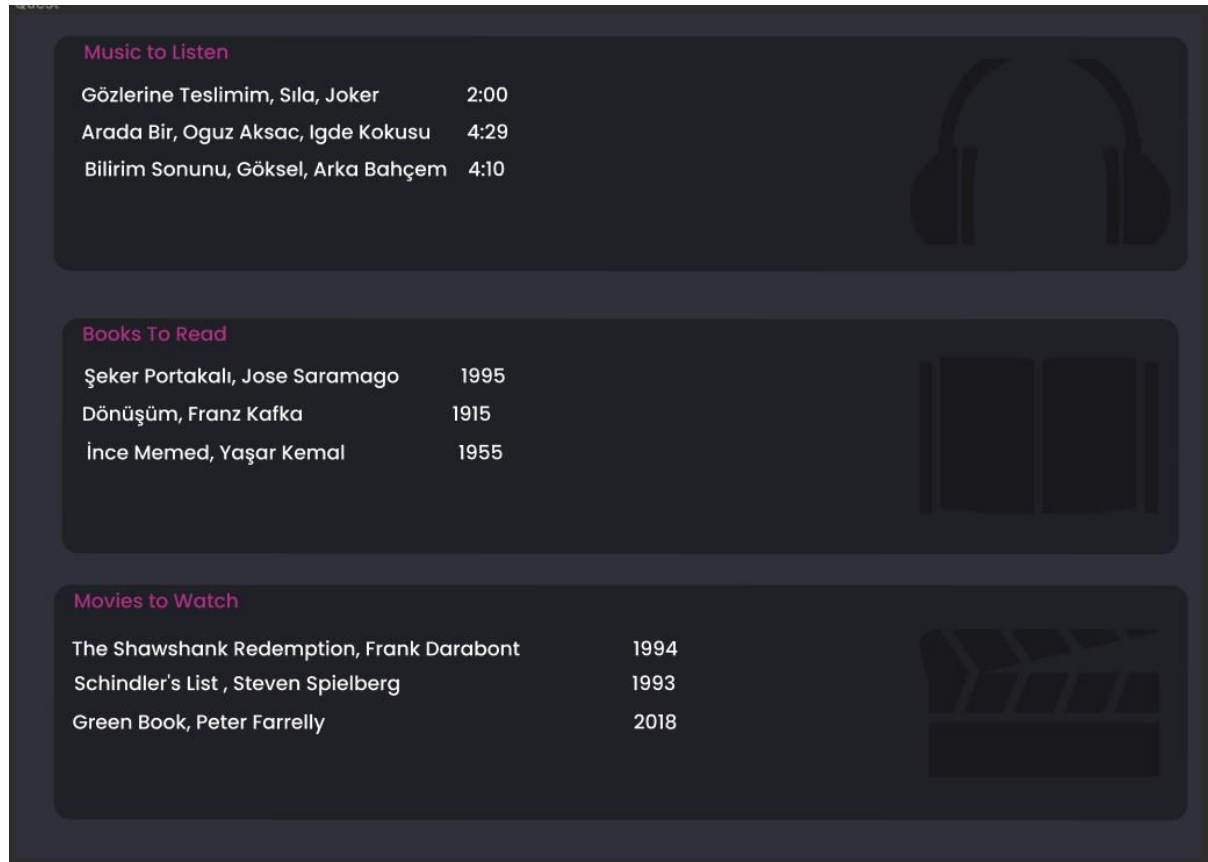 Music to Listen
Gözlerine Teslimim, Sıla, Joker 2:00
Arada Bir, Oguz Aksac, Igde Kokusu 4:29
Bilirim Sonunu, Göksel, Arka Bahçem 4:10
Books To Read
Şeker Portakalı, Jose Saramago 1995
Dönüşüm, Franz Kafka 1915
İnce Memed, Yaşar Kemal 1955
Movies to Watch
The Shawshank Redemption, Frank Darabont 1994
Schindler's List , Steven Spielberg 1993
Green Book, Peter Farrelly 2018